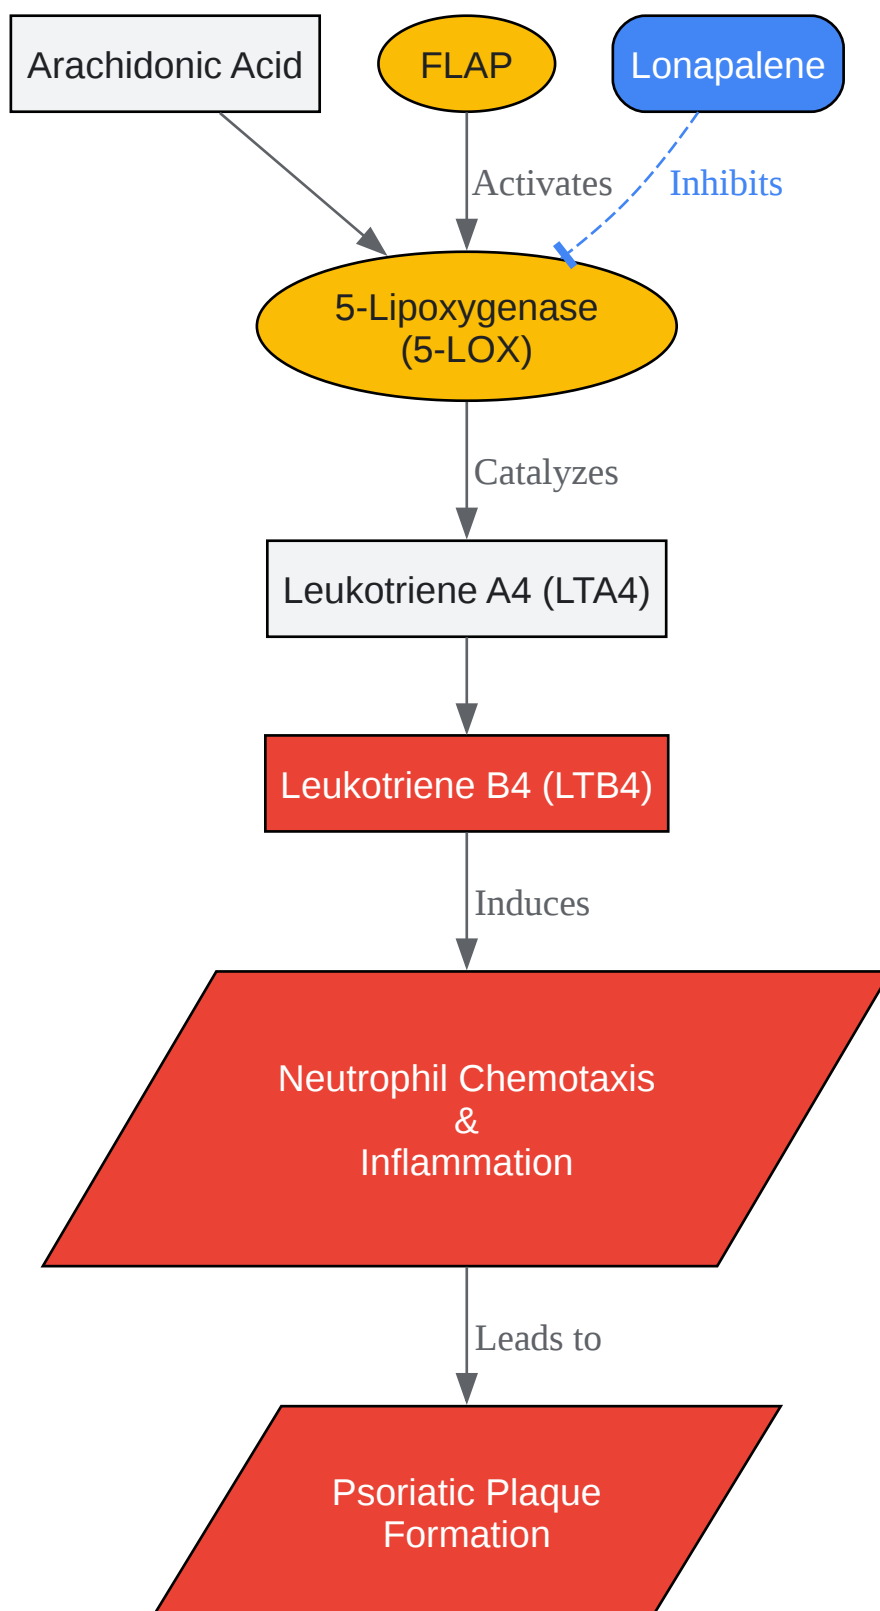 Arachidonic Acid
FLAP
Lonapalene
Activates
Inhibits
5-Lipoxygenase
(5-LOX)
Catalyzes
Leukotriene A4 (LTA4)
Leukotriene B4 (LTB4)
Induces
Neutrophil Chemotaxis
&
Inflammation
Leads to
Psoriatic Plaque
Formation